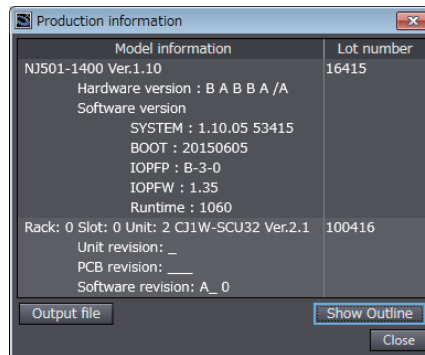 Production information
Model information Lot number
NJ501-1400 Ver.1.10 16415
Hardware version : B A B B A /A
Software version
SYSTEM : 1.10.05 53415
BOOT : 20150605
IOPFP : B-3-0
IOPFW : 1.35
Runtime : 1060
Rack: 0 Slot: 0 Unit: 2 CJ1W-SCU32 Ver.2.1 100416
Unit revision: _
PCB revision: ___
Software revision: A_ 0
Output file Show Outline
Close